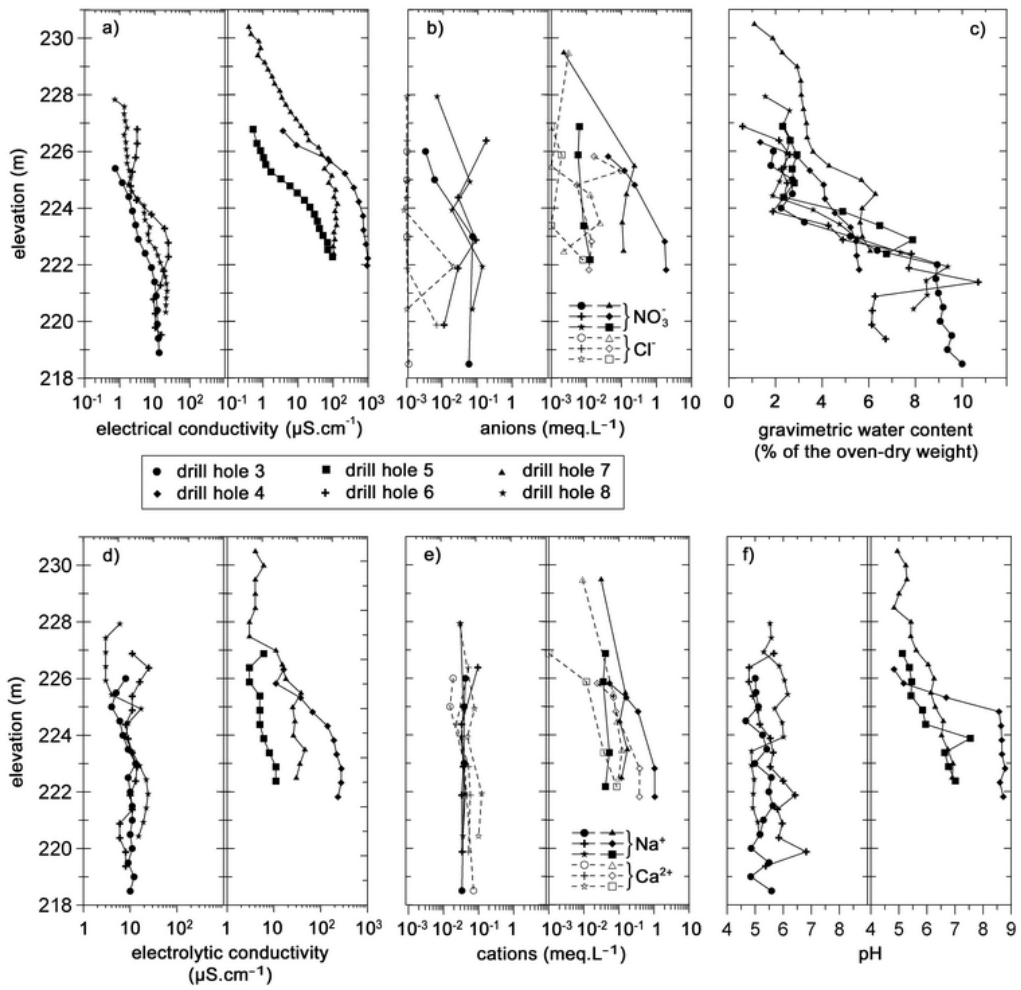 a) b) c)
230
228
226
224
222
220
218
elevation (m)
10⁻¹ 1 10 10² 10⁻¹ 1 10 10² 10³
electrical conductivity (µS.cm⁻¹)
NO₃⁻
Cl⁻
10⁻³ 10⁻² 10⁻¹ 1 10⁻³ 10⁻² 10⁻¹ 1 10
anions (meq.L⁻¹)
0 2 4 6 8 10
gravimetric water content
(% of the oven-dry weight)
drill hole 3 drill hole 5 drill hole 7
drill hole 4 drill hole 6 drill hole 8
d) e) f)
230
228
226
224
222
220
218
elevation (m)
1 10 10² 1 10 10² 10³
electrolytic conductivity
(µS.cm⁻¹)
Na⁺
Ca²⁺
10⁻³ 10⁻² 10⁻¹ 1 10⁻³ 10⁻² 10⁻¹ 1 10
cations (meq.L⁻¹)
4 5 6 7 8 4 5 6 7 8 9
pH